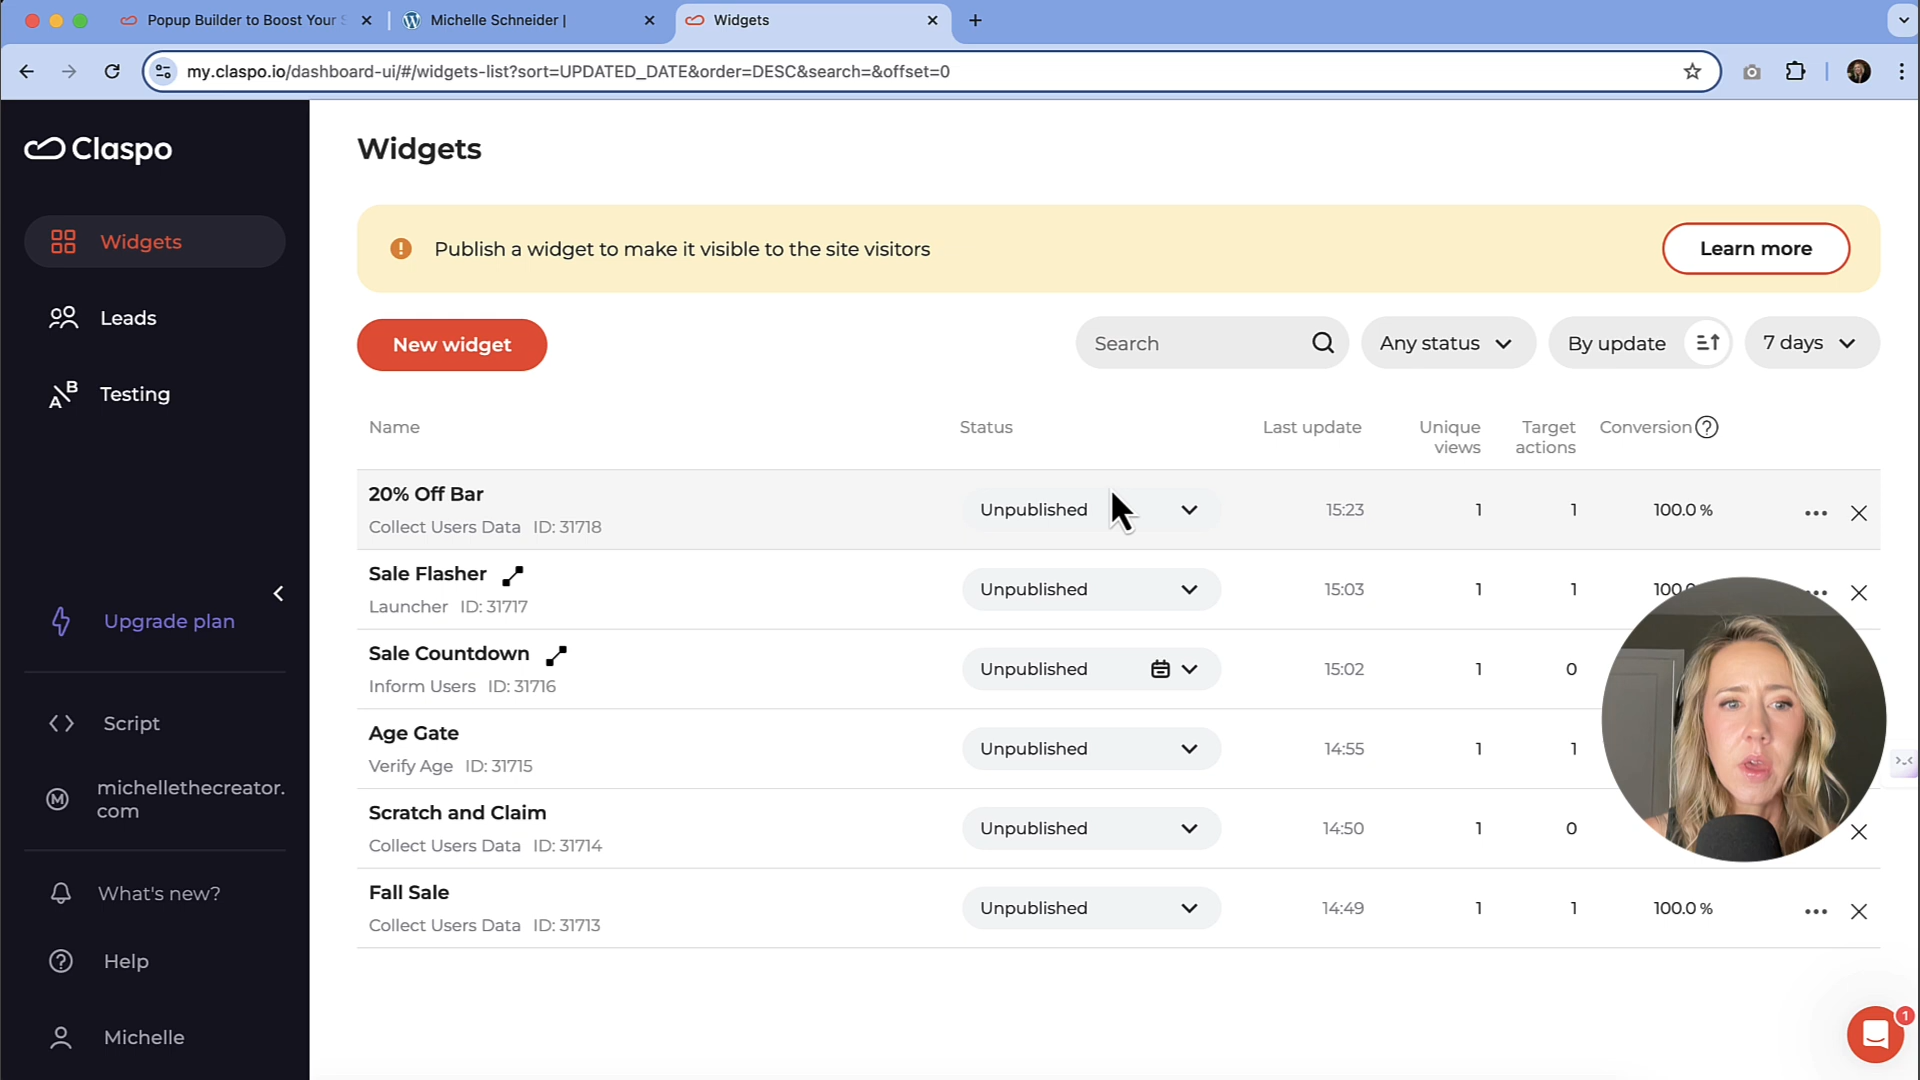 Popup Builder to Boost Your S
Michelle Schneider |
Widgets
my.claspo.io/dashboard-ui/#/widgets-list?sort=UPDATED_DATE&order=DESC&search=&offset=0
Claspo
Widgets
Leads
A B
Testing
Upgrade plan
Script
M
michellethecreator.
com
What's new?
Help
Michelle
Widgets
Publish a widget to make it visible to the site visitors
Learn more
New widget
Search
Any status
By update
7 days
Name
Status
Last update
Unique
views
Target
actions
Conversion
20% Off Bar
Collect Users Data ID: 31718
Unpublished
15:23
1
1
100.0 %
Sale Flasher
Launcher ID: 31717
Unpublished
15:03
1
1
Sale Countdown
Inform Users ID: 31716
Unpublished
15:02
1
0
Age Gate
Verify Age ID: 31715
Unpublished
14:55
1
1
Scratch and Claim
Collect Users Data ID: 31714
Unpublished
14:50
1
0
Fall Sale
Collect Users Data ID: 31713
Unpublished
14:49
1
1
100.0 %
1